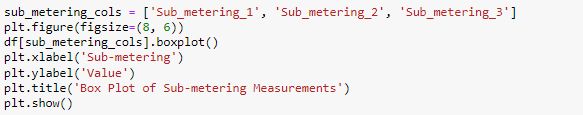 sub_metering_cols = ['Sub_metering_1', 'Sub_metering_2', 'Sub_metering_3']
plt.figure(figsize=(8, 6))
df[sub_metering_cols].boxplot()
plt.xlabel('Sub-metering')
plt.ylabel('Value')
plt.title('Box Plot of Sub-metering Measurements')
plt.show()